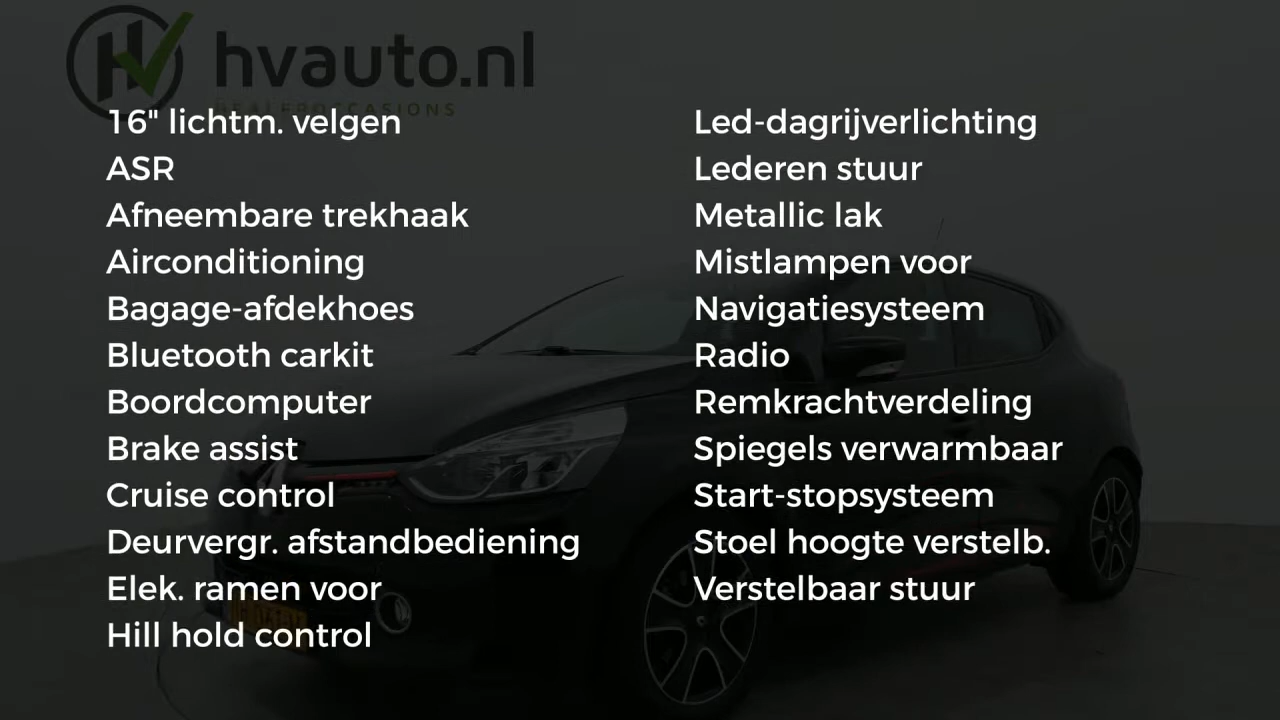 hvauto.nl
DEALEROCCASIONS
16" lichtm. velgen
ASR
Afneembare trekhaak
Airconditioning
Bagage-afdekhoes
Bluetooth carkit
Boordcomputer
Brake assist
Cruise control
Deurvergr. afstandbediening
Elek. ramen voor
Hill hold control
Led-dagrijverlichting
Lederen stuur
Metallic lak
Mistlampen voor
Navigatiesysteem
Radio
Remkrachtverdeling
Spiegels verwarmbaar
Start-stopsysteem
Stoel hoogte verstelb.
Verstelbaar stuur